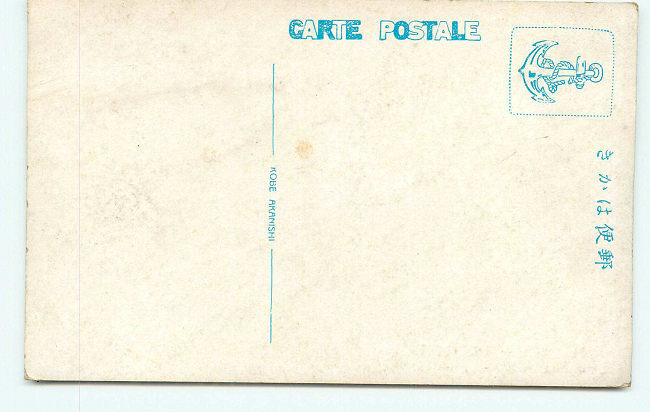 CARTE POSTALE
KOBE AKANISHI
郵便はかき